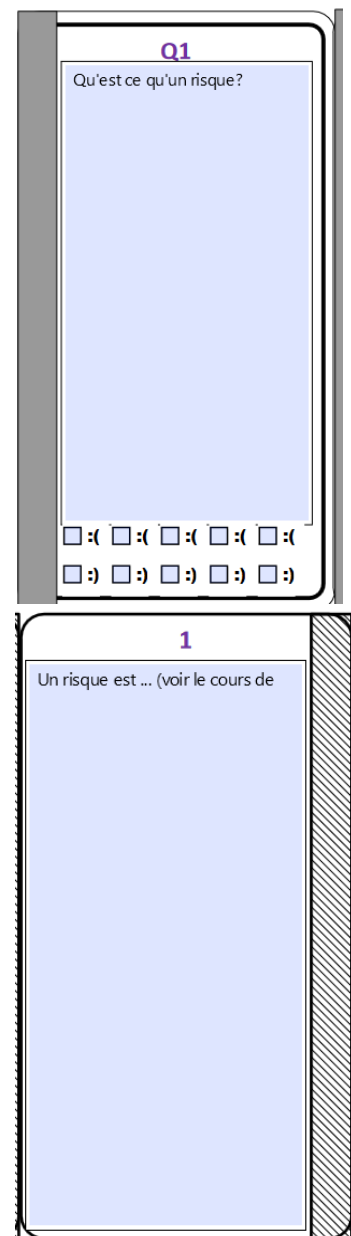 Q1
Qu'est ce qu'un risque?
:( :( :( :( :(
:) :) :) :) :)
1
Un risque est ... (voir le cours de